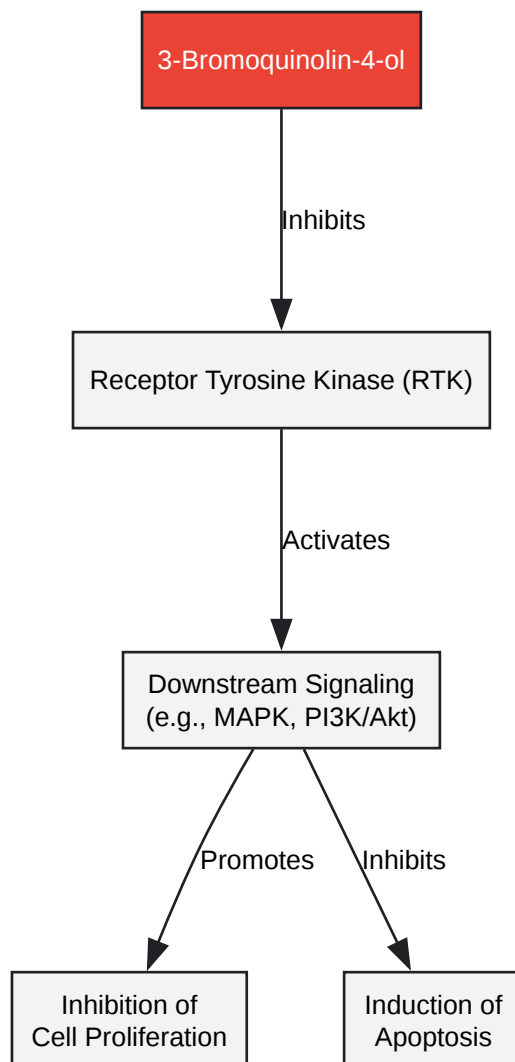 3-Bromoquinolin-4-ol
Inhibits
Receptor Tyrosine Kinase (RTK)
Activates
Downstream Signaling
(e.g., MAPK, PI3K/Akt)
Promotes
Inhibits
Inhibition of
Cell Proliferation
Induction of
Apoptosis